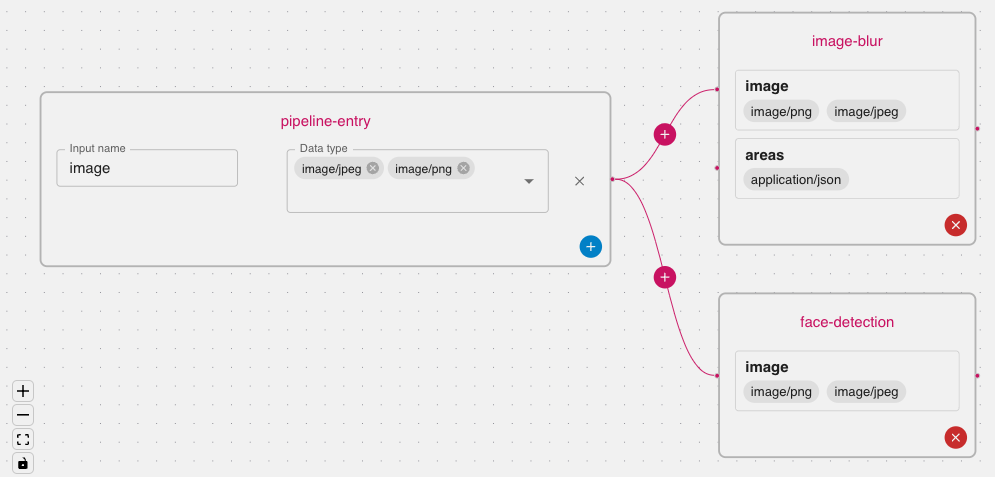 pipeline-entry
Input name
image
Data type
image/jpeg
image/png
image-blur
image
image/png image/jpeg
areas
application/json
face-detection
image
image/png image/jpeg